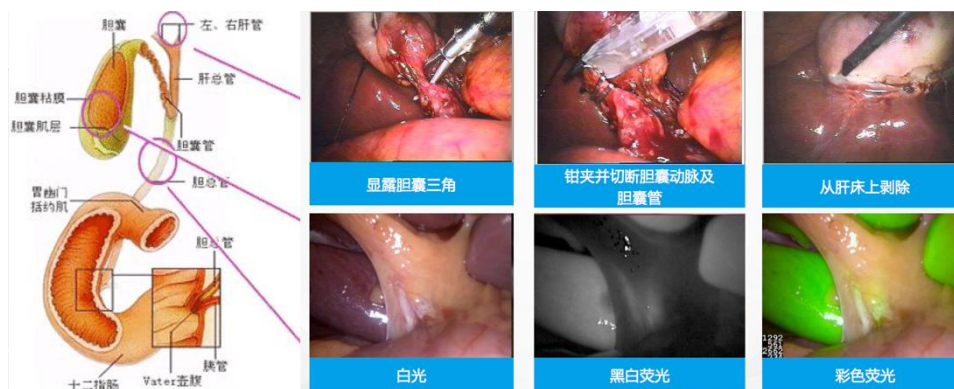 胆囊
左、右肝管
肝总管
胆囊粘膜
胆囊肌层
胆囊管
胆总管
胃幽门
括约肌
胆总管
胰管
十二指肠
Vater壶腹
显露胆囊三角
钳夹并切断胆囊动脉及
胆囊管
从肝床上剥除
白光
黑白荧光
彩色荧光
1292